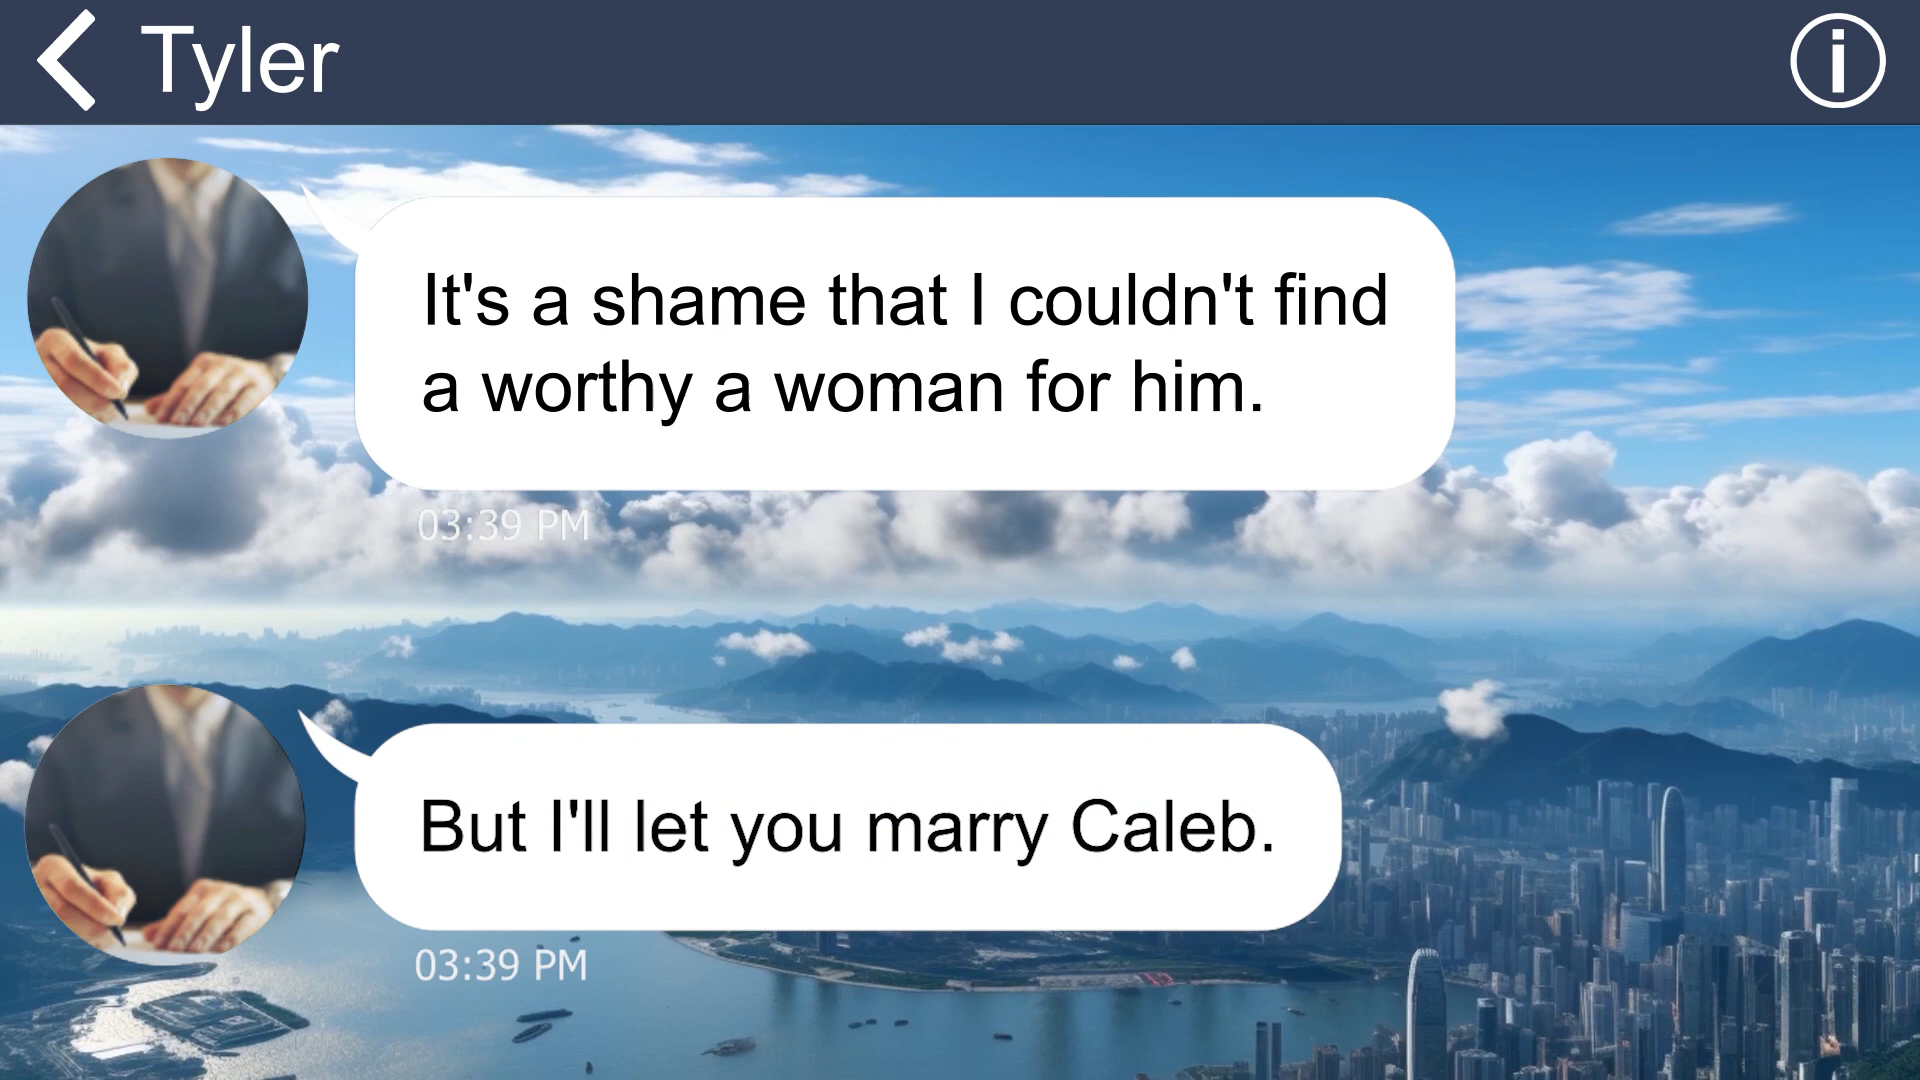 Tyler
It's a shame that I couldn't find
a worthy a woman for him.
03:39 PM
But I'll let you marry Caleb.
03:39 PM